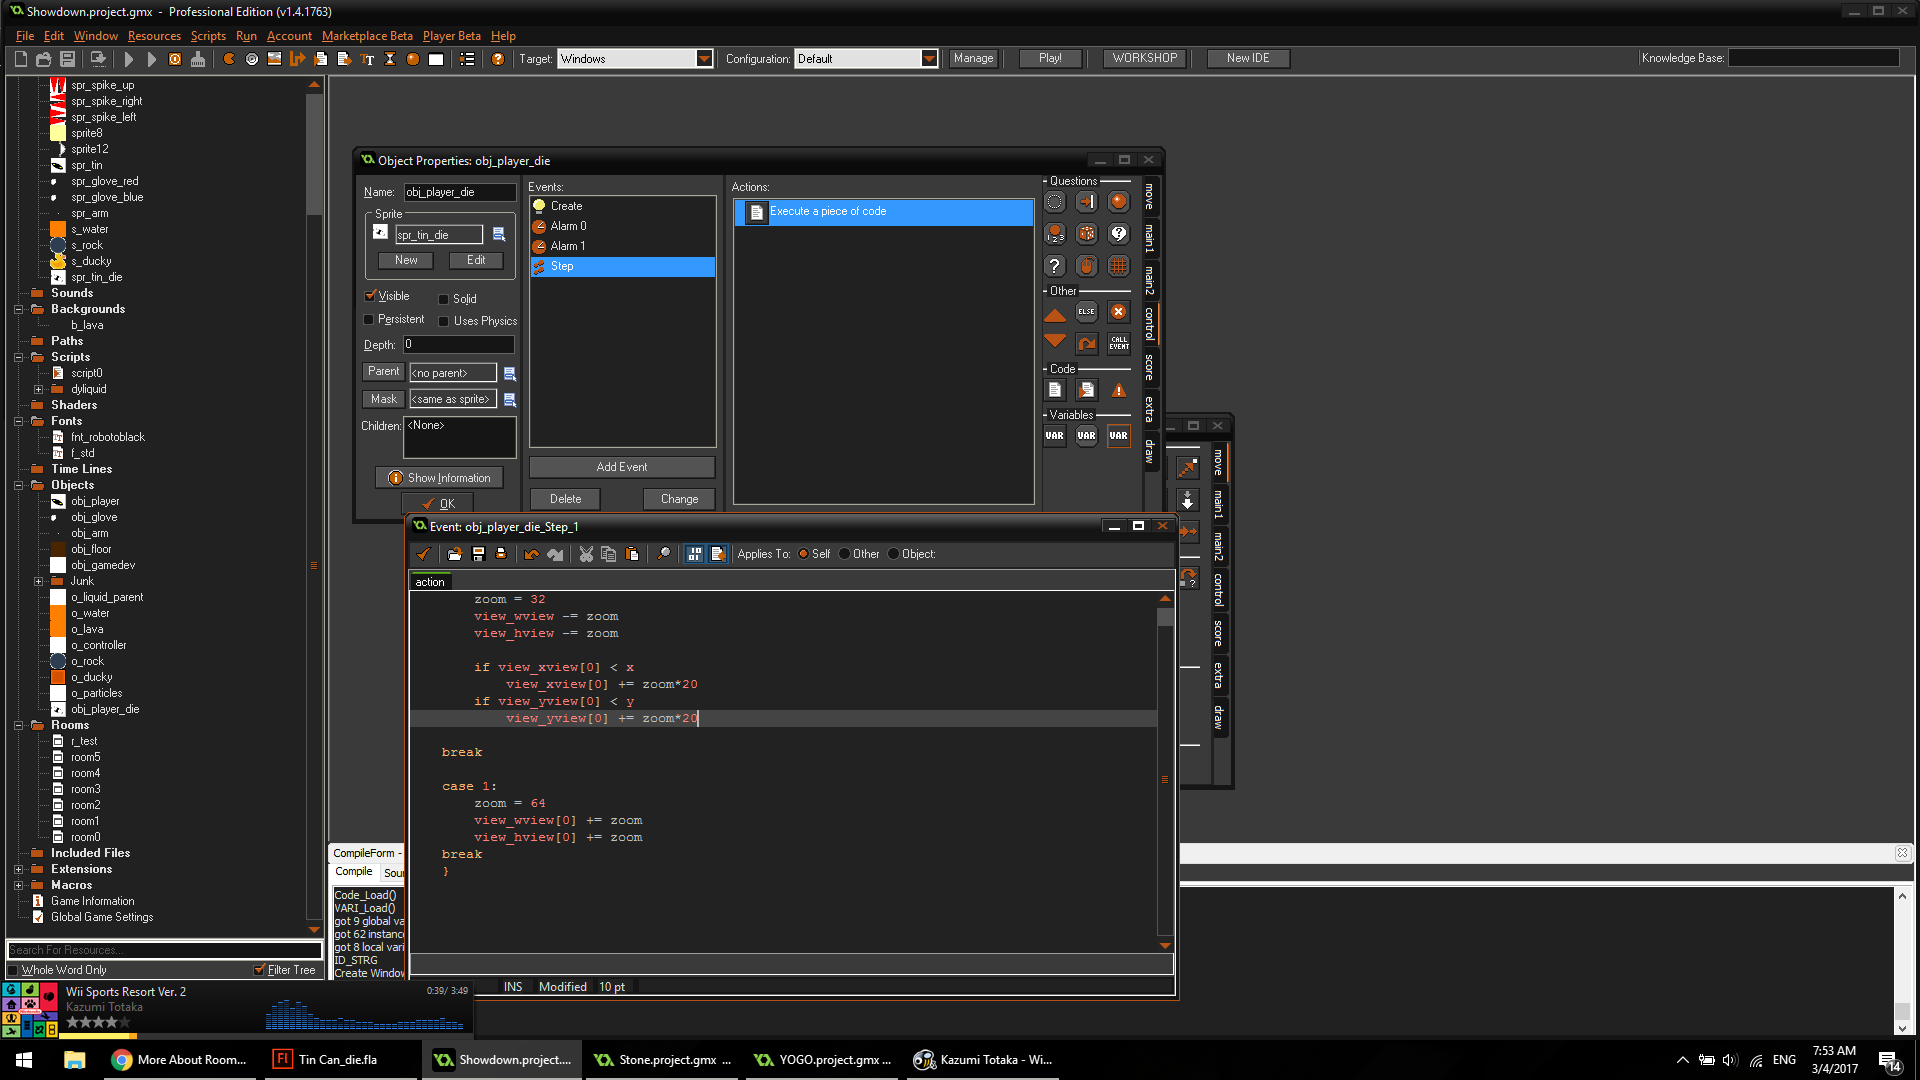 Showdown.project.gmx  -  Professional Edition (v1.4.1763)
File Edit Window Resources Scripts Run Account Marketplace Beta Player Beta Help
Target: Windows Configuration: Default Manage Play! WORKSHOP New IDE Knowledge Base:
spr_spike_up
spr_spike_right
spr_spike_left
sprite8
sprite12
spr_tin
spr_glove_red
spr_glove_blue
spr_arm
s_water
s_rock
s_ducky
spr_tin_die
Sounds
Backgrounds
b_lava
Paths
Scripts
script0
dyliquid
Shaders
Fonts
fnt_robotoblack
f_std
Time Lines
Objects
obj_player
obj_glove
obj_arm
obj_floor
obj_gamedev
Junk
o_liquid_parent
o_water
o_lava
o_controller
o_rock
o_ducky
o_particles
obj_player_die
Rooms
r_test
room5
room4
room3
room2
room1
room0
Included Files
Extensions
Macros
Game Information
Global Game Settings
Search For Resources...
Whole Word Only Filter Tree
Object Properties: obj_player_die
Name: obj_player_die
Sprite
spr_tin_die
New Edit
Visible Solid
Persistent Uses Physics
Depth: 0
Parent <no parent>
Mask <same as sprite>
Children: <None>
Show Information
OK
Events:
Create
Alarm 0
Alarm 1
Step
Add Event
Delete Change
Actions:
Execute a piece of code
Questions
Other
ELSE
CALL EVENT
Code
Variables
VAR VAR VAR
move
main1
main2
control
score
extra
draw
move
main1
main2
control
score
extra
draw
Event: obj_player_die_Step_1
Applies To: Self Other Object:
action
zoom = 32
view_wview -= zoom
view_hview -= zoom
if view_xview[0] < x
view_xview[0] += zoom*20
if view_yview[0] < y
view_yview[0] += zoom*20
break
case 1:
zoom = 64
view_wview[0] += zoom
view_hview[0] += zoom
break
}
INS Modified 10 pt
CompileForm -
Compile Sou
Code_Load()
VARI_Load()
got 9 global va
got 62 instanc
got 8 local vari
ID_STRG
Create Window
Wii Sports Resort Ver. 2 0:39/ 3:49
Kazumi Totaka
More About Room... Tin Can_die.fla Showdown.project.... Stone.project.gmx ... YOGO.project.gmx ... Kazumi Totaka - Wi...
ENG
7:53 AM
3/4/2017
14